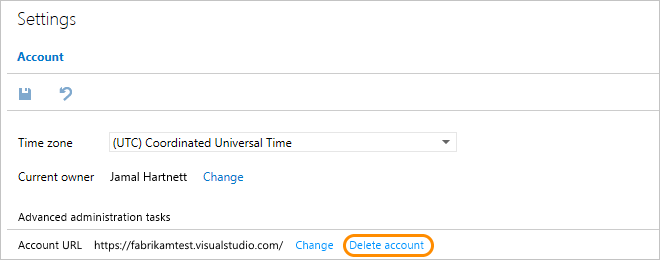 Settings
Account
Time zone (UTC) Coordinated Universal Time
Current owner Jamal Hartnett Change
Advanced administration tasks
Account URL https://fabrikamtest.visualstudio.com/ Change Delete account